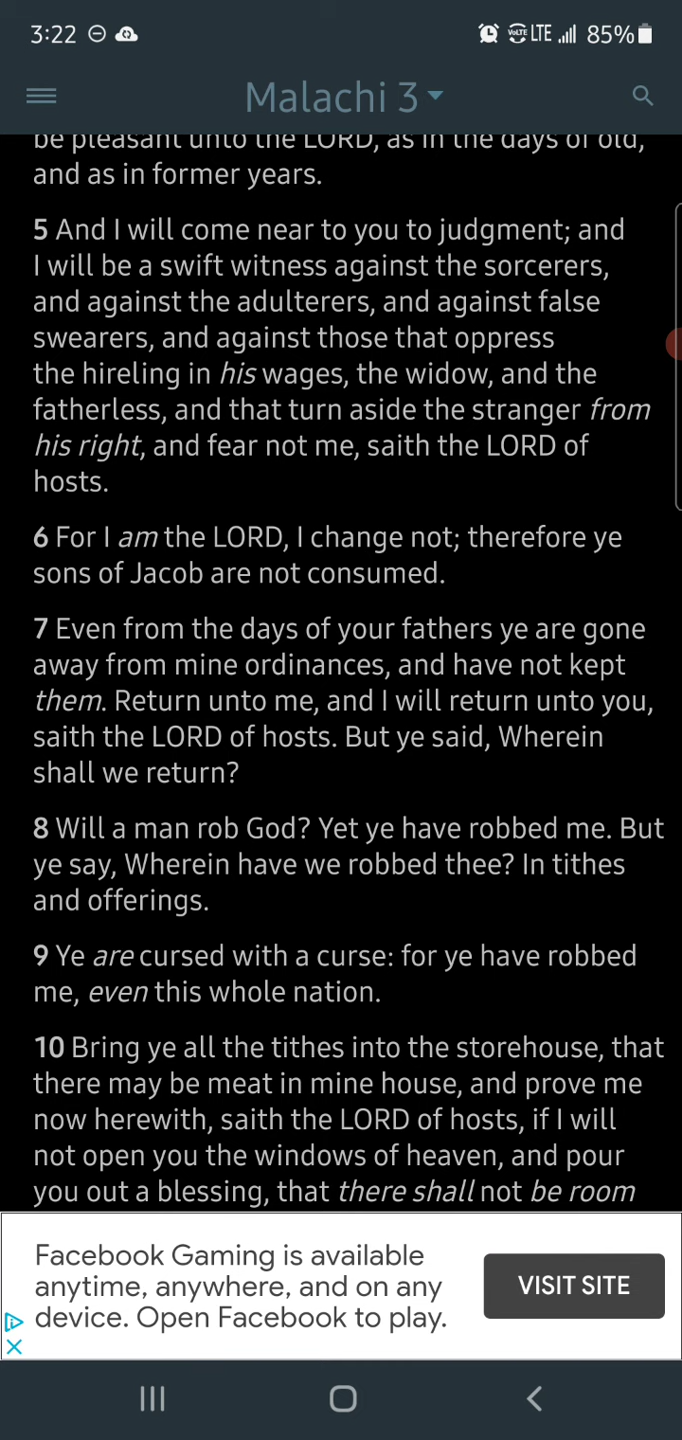 3:22 VoLTE LTE 85%
Malachi 3
be pleasant unto the LORD, as in the days of old,
and as in former years.
5 And I will come near to you to judgment; and
I will be a swift witness against the sorcerers,
and against the adulterers, and against false
swearers, and against those that oppress
the hireling in his wages, the widow, and the
fatherless, and that turn aside the stranger from
his right, and fear not me, saith the LORD of
hosts.
6 For I am the LORD, I change not; therefore ye
sons of Jacob are not consumed.
7 Even from the days of your fathers ye are gone
away from mine ordinances, and have not kept
them. Return unto me, and I will return unto you,
saith the LORD of hosts. But ye said, Wherein
shall we return?
8 Will a man rob God? Yet ye have robbed me. But
ye say, Wherein have we robbed thee? In tithes
and offerings.
9 Ye are cursed with a curse: for ye have robbed
me, even this whole nation.
10 Bring ye all the tithes into the storehouse, that
there may be meat in mine house, and prove me
now herewith, saith the LORD of hosts, if I will
not open you the windows of heaven, and pour
you out a blessing, that there shall not be room
Facebook Gaming is available
anytime, anywhere, and on any
device. Open Facebook to play.
VISIT SITE